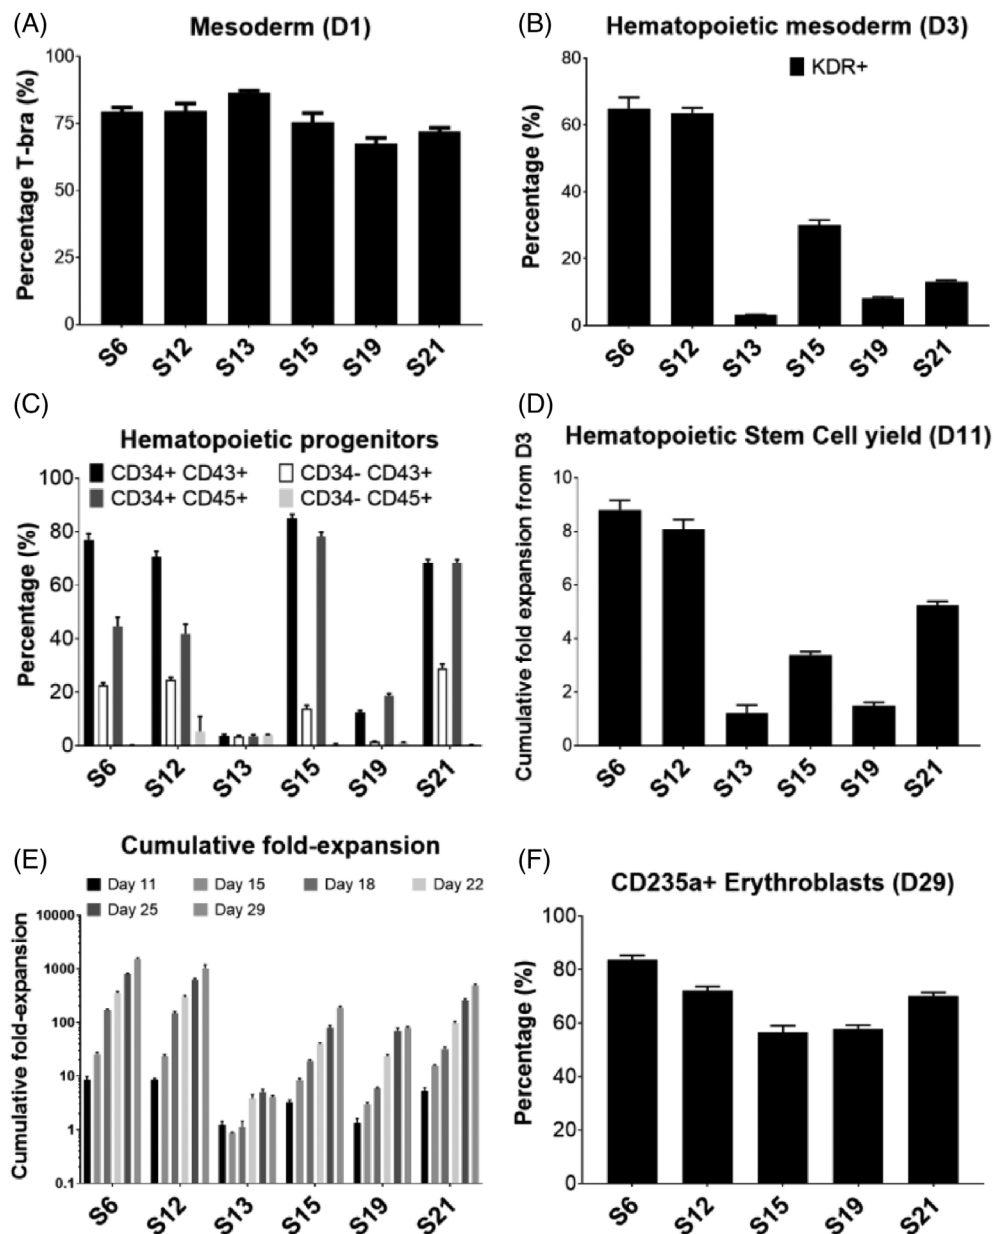 (A)
Mesoderm (D1)
Percentage T-bra (%)
100
75
50
25
0
S6 S12 S13 S15 S19 S21
(B)
Hematopoietic mesoderm (D3)
KDR+
Percentage (%)
80
60
40
20
0
S6 S12 S13 S15 S19 S21
(C)
Hematopoietic progenitors
CD34+ CD43+ CD34- CD43+
CD34+ CD45+ CD34- CD45+
Percentage (%)
100
80
60
40
20
0
S6 S12 S13 S15 S19 S21
(D)
Hematopoietic Stem Cell yield (D11)
Cumulative fold expansion from D3
10
8
6
4
2
0
S6 S12 S13 S15 S19 S21
(E)
Cumulative fold-expansion
Day 11 Day 15 Day 18 Day 22
Day 25 Day 29
Cumulative fold-expansion
10000
1000
100
10
1
0.1
S6 S12 S13 S15 S19 S21
(F)
CD235a+ Erythroblasts (D29)
Percentage (%)
100
80
60
40
20
0
S6 S12 S15 S19 S21